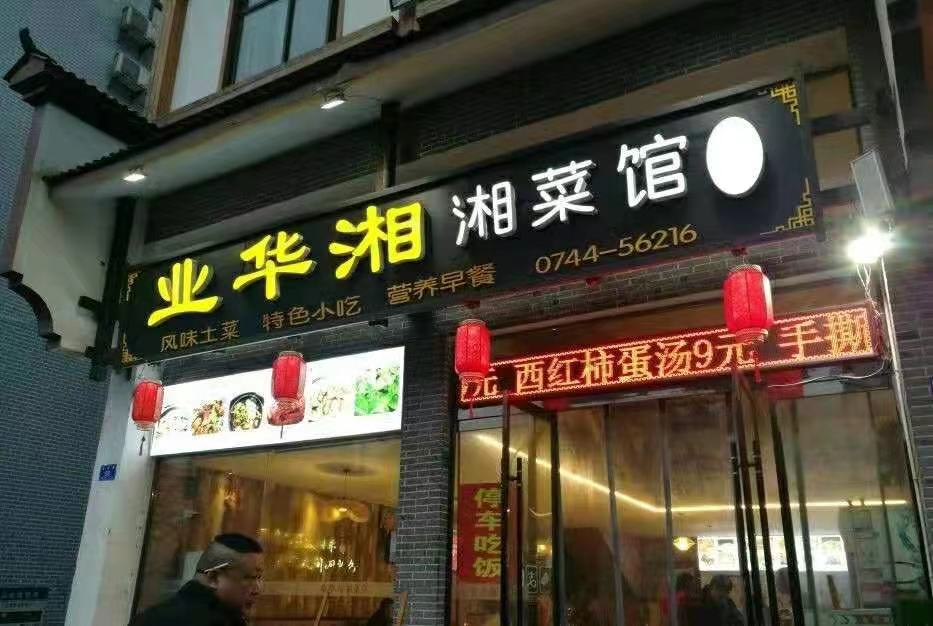 业华湘 湘菜馆
风味土菜 特色小吃 营养早餐 0744-56216
元 西红柿蛋汤9元 手撕
停车吃饭